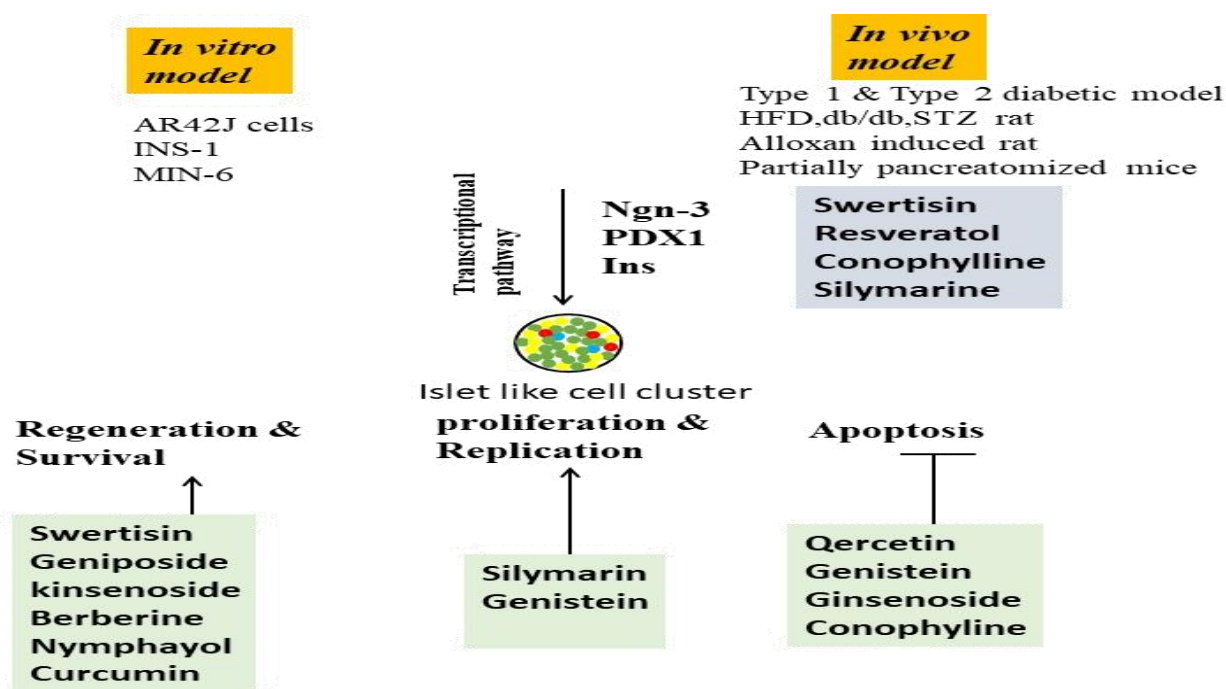 In vitro
model
AR42J cells
INS-1
MIN-6
In vivo
model
Type 1 & Type 2 diabetic model
HFD,db/db,STZ rat
Alloxan induced rat
Partially pancreatomized mice
Swertisin
Resveratol
Conophylline
Silymarine
Transcriptional
pathway
Ngn-3
PDX1
Ins
Islet like cell cluster
proliferation &
Replication
Regeneration &
Survival
Apoptosis
Swertisin
Geniposide
kinsenoside
Berberine
Nymphayol
Curcumin
Silymarin
Genistein
Qercetin
Genistein
Ginsenoside
Conophyline